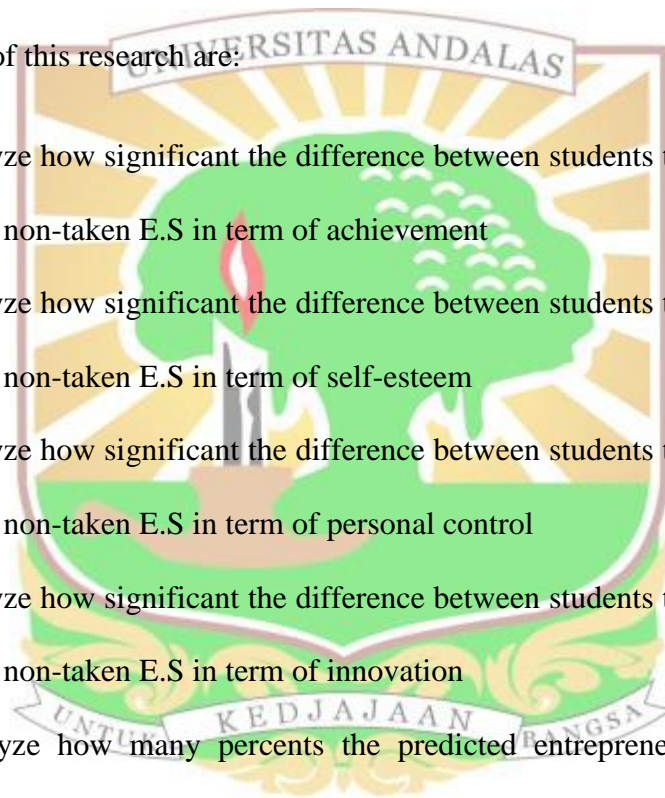 UNIVERSITAS ANDALAS
of this research are:
yze how significant the difference between students t
non-taken E.S in term of achievement
yze how significant the difference between students t
non-taken E.S in term of self-esteem
yze how significant the difference between students t
non-taken E.S in term of personal control
yze how significant the difference between students t
non-taken E.S in term of innovation
UNTUK KEDJAJAAN BANGSA
yze how many percents the predicted entreprene